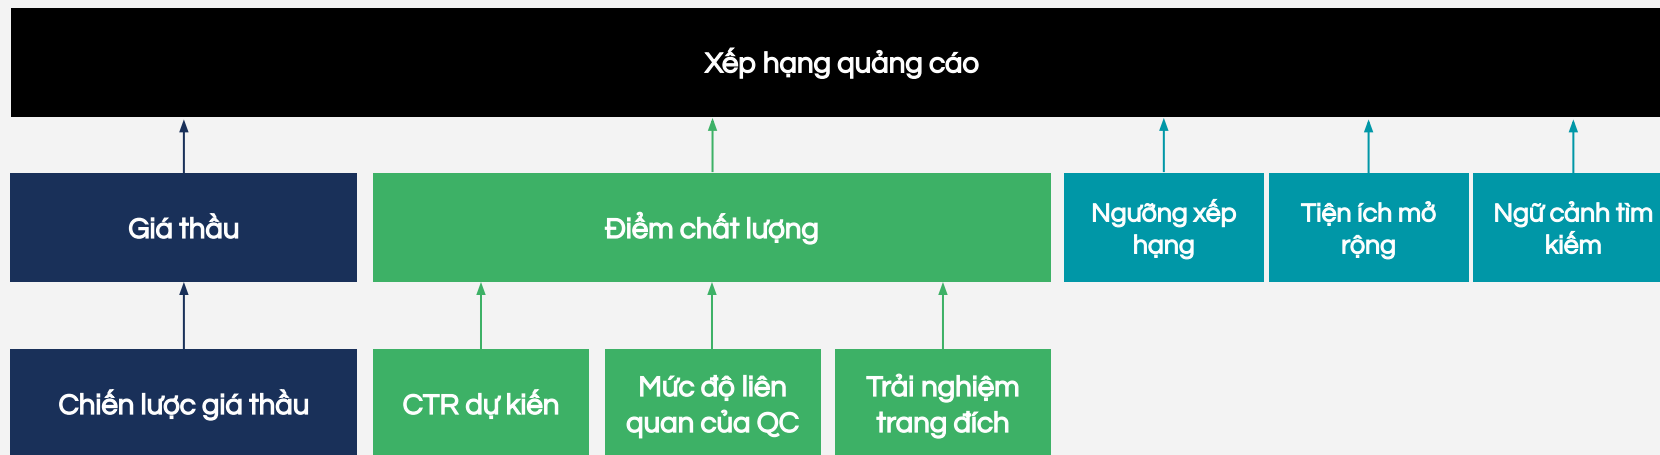 Xếp hạng quảng cáo
Giá thầu
Điểm chất lượng
Ngưỡng xếp
hạng
Tiện ích mở
rộng
Ngữ cảnh tìm
kiếm
Chiến lược giá thầu
CTR dự kiến
Mức độ liên
quan của QC
Trải nghiệm
trang đích